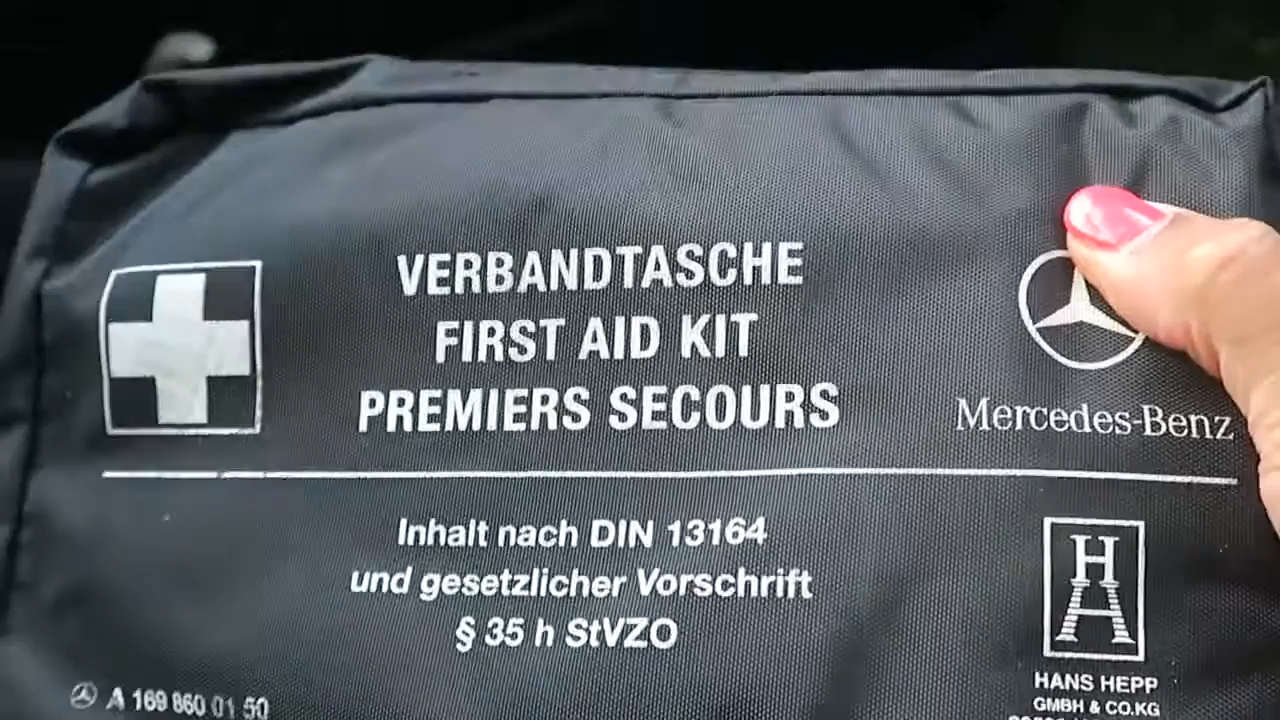 VERBANDTASCHE
FIRST AID KIT
PREMIERS SECOURS
Mercedes-Benz
Inhalt nach DIN 13164
und gesetzlicher Vorschrift
§ 35 h StVZO
H
A
HANS HEPP
GMBH & CO.KG
A 169 860 01 50